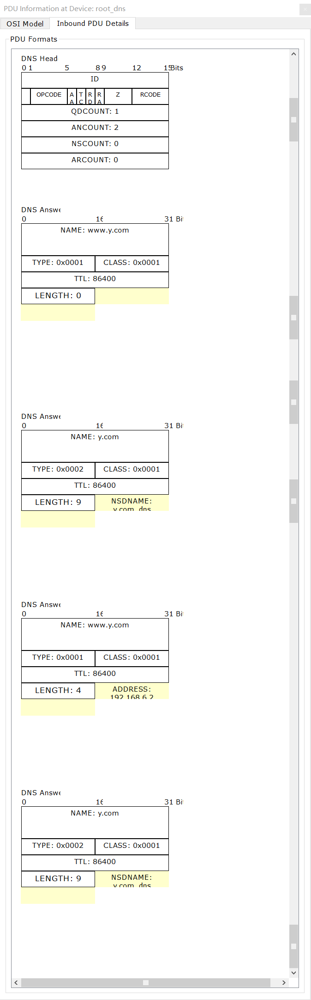 PDU Information at Device: root_dns
OSI Model
Inbound PDU Details
PDU Formats
DNS Head
0 1 5 8 9 12 15 Bits
ID
OPCODE AA TC RD RA Z RCODE
QDCOUNT: 1
ANCOUNT: 2
NSCOUNT: 0
ARCOUNT: 0
DNS Answe
0 16 31 Bit
NAME: www.y.com
TYPE: 0x0001 CLASS: 0x0001
TTL: 86400
LENGTH: 0
DNS Answe
0 16 31 Bit
NAME: y.com
TYPE: 0x0002 CLASS: 0x0001
TTL: 86400
LENGTH: 9 NSDNAME:
y.com_dns
DNS Answe
0 16 31 Bit
NAME: www.y.com
TYPE: 0x0001 CLASS: 0x0001
TTL: 86400
LENGTH: 4 ADDRESS:
192.168.6.2
DNS Answe
0 16 31 Bit
NAME: y.com
TYPE: 0x0002 CLASS: 0x0001
TTL: 86400
LENGTH: 9 NSDNAME:
y.com_dns